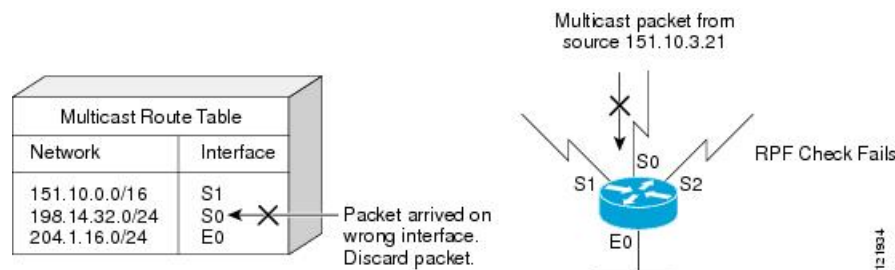 Multicast packet from
source 151.10.3.21
Multicast Route Table
Network Interface
151.10.0.0/16 S1
198.14.32.0/24 S0
204.1.16.0/24 E0
Packet arrived on
wrong interface.
Discard packet.
RPF Check Fails
S0
S1
S2
E0
121934